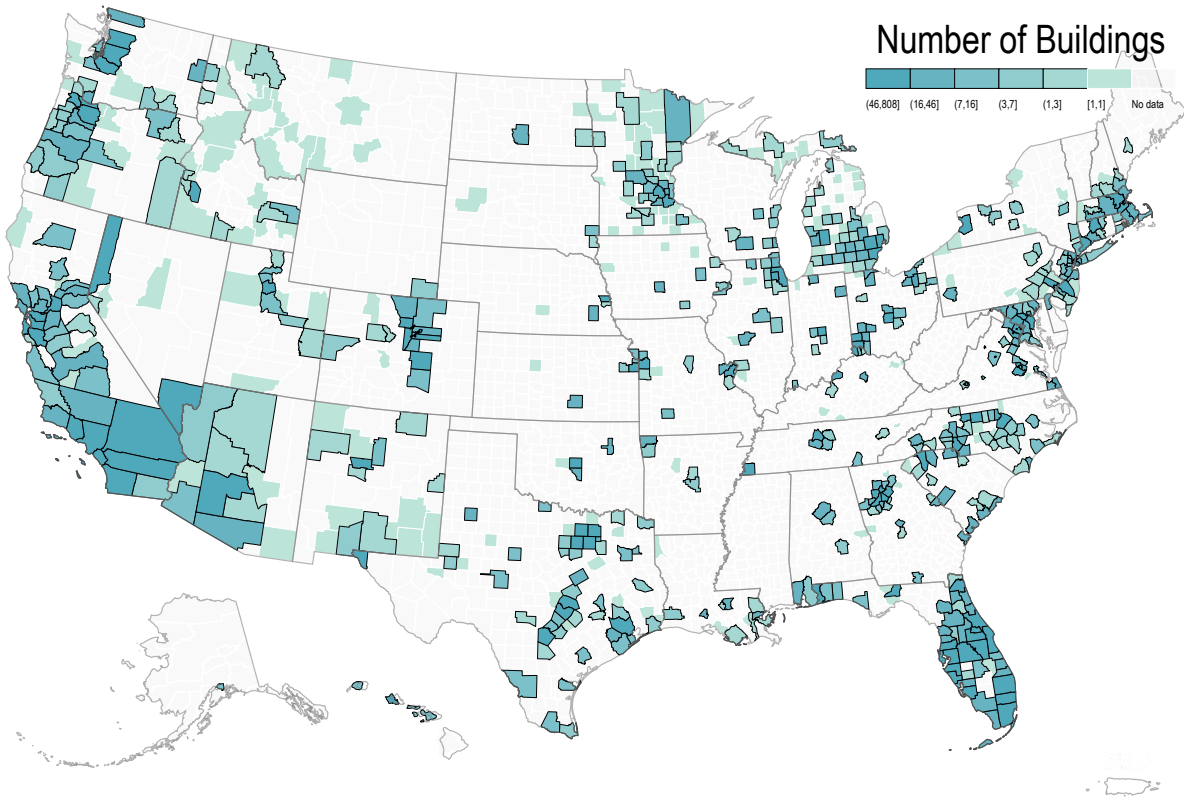 Number of Buildings
(46,808] (16,46] (7,16] (3,7] (1,3] [1,1] No data